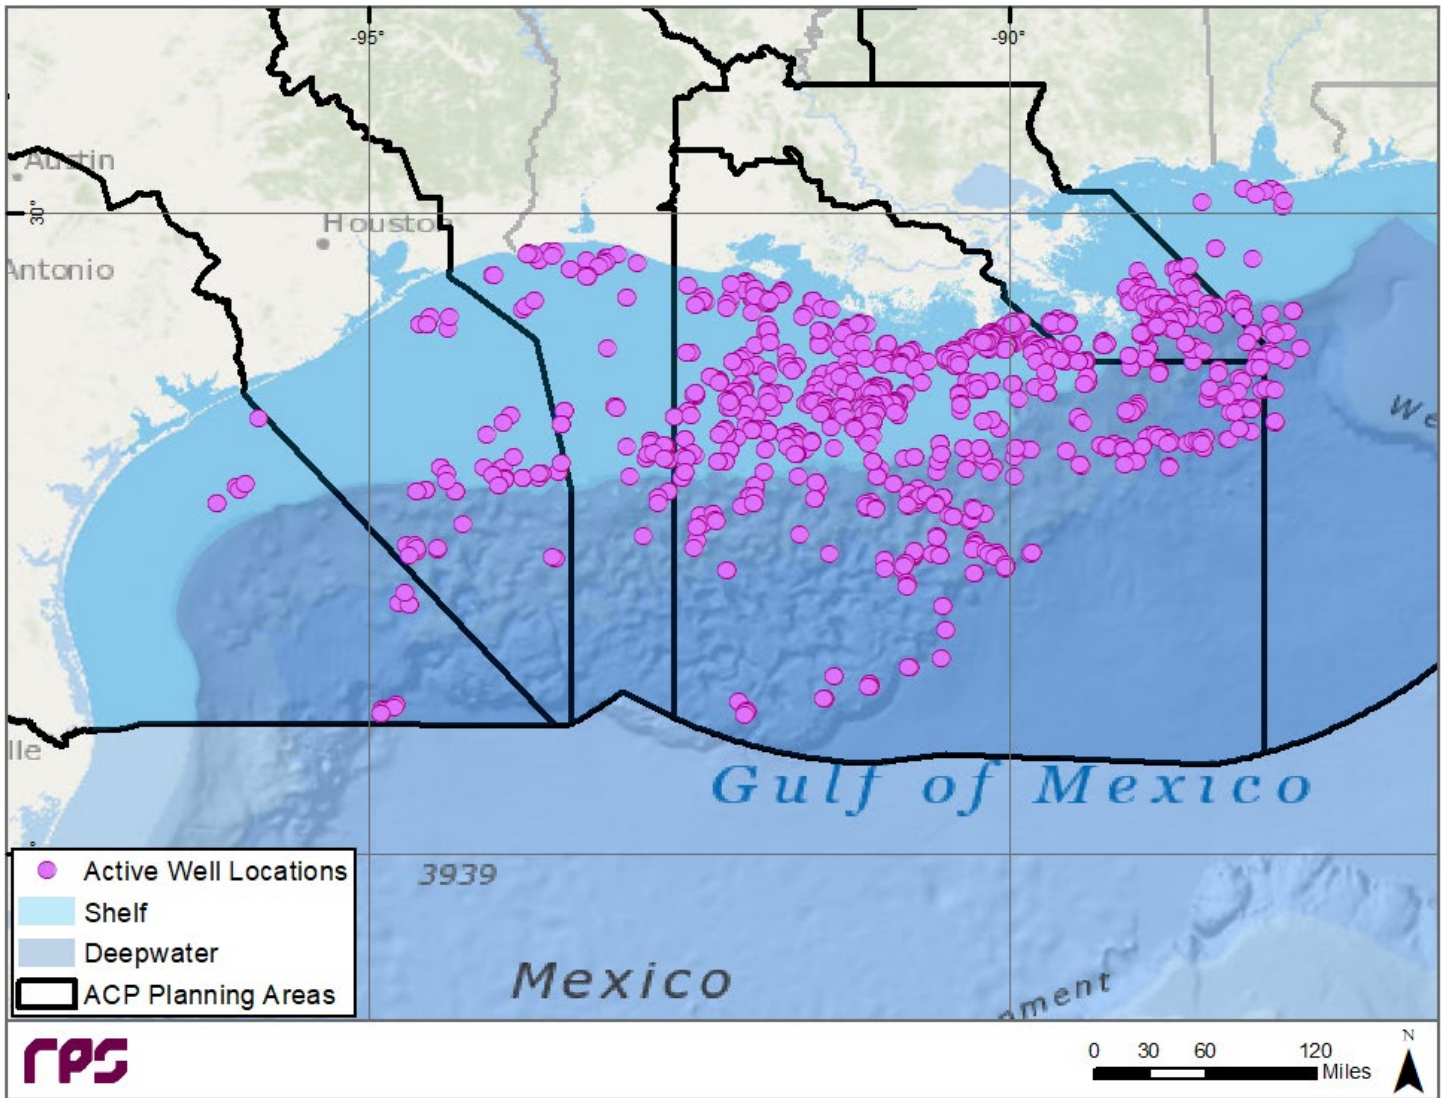 -95°
-90°
Austin
30°
Houston
Antonio
We
lle
Gulf of Mexico
3939
Mexico
nment
Active Well Locations
Shelf
Deepwater
ACP Planning Areas
rps
0 30 60 120
Miles
N